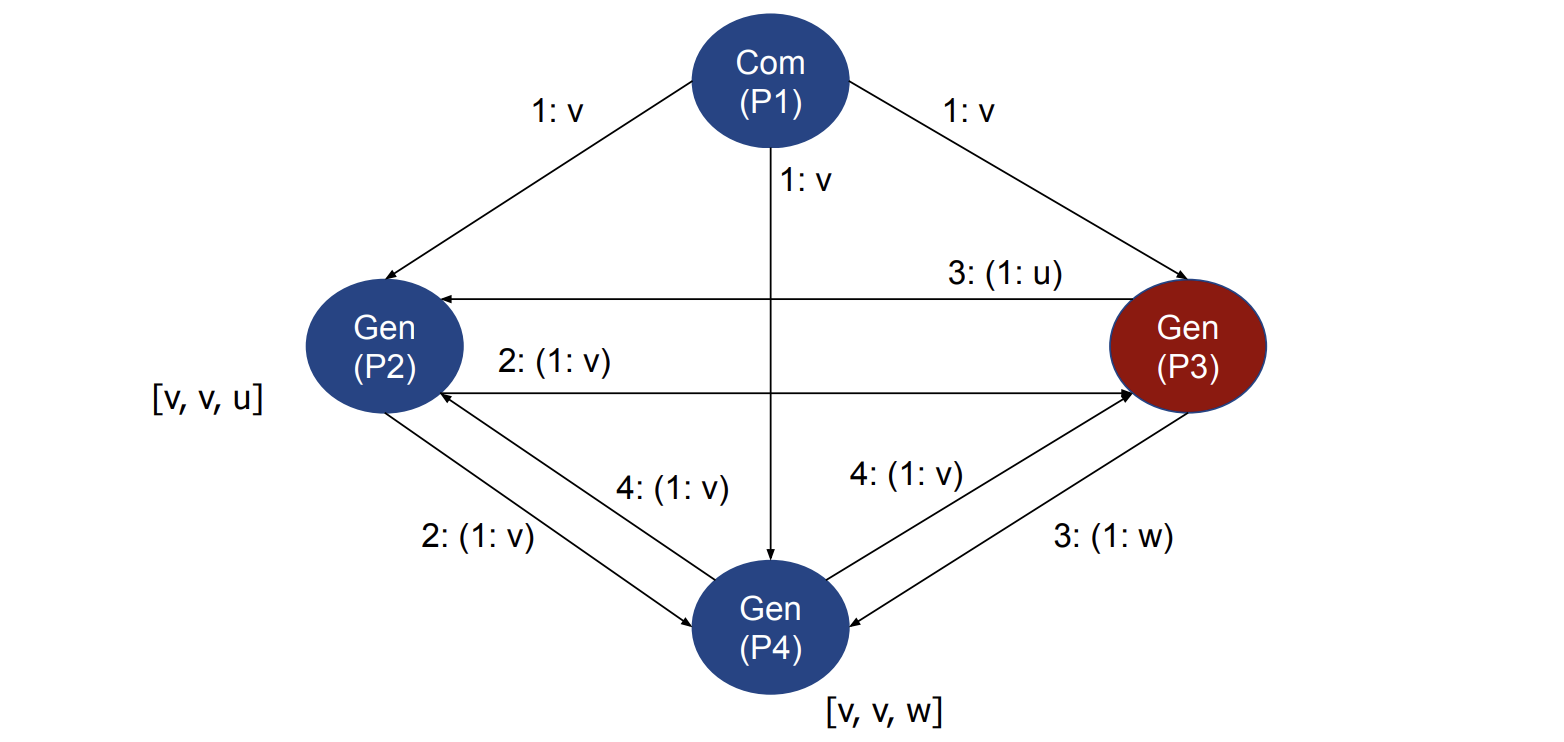 Com
(P1)
1: v
1: v
1: v
3: (1: u)
Gen
(P2)
Gen
(P3)
2: (1: v)
[v, v, u]
4: (1: v)
4: (1: v)
2: (1: v)
3: (1: w)
Gen
(P4)
[v, v, w]